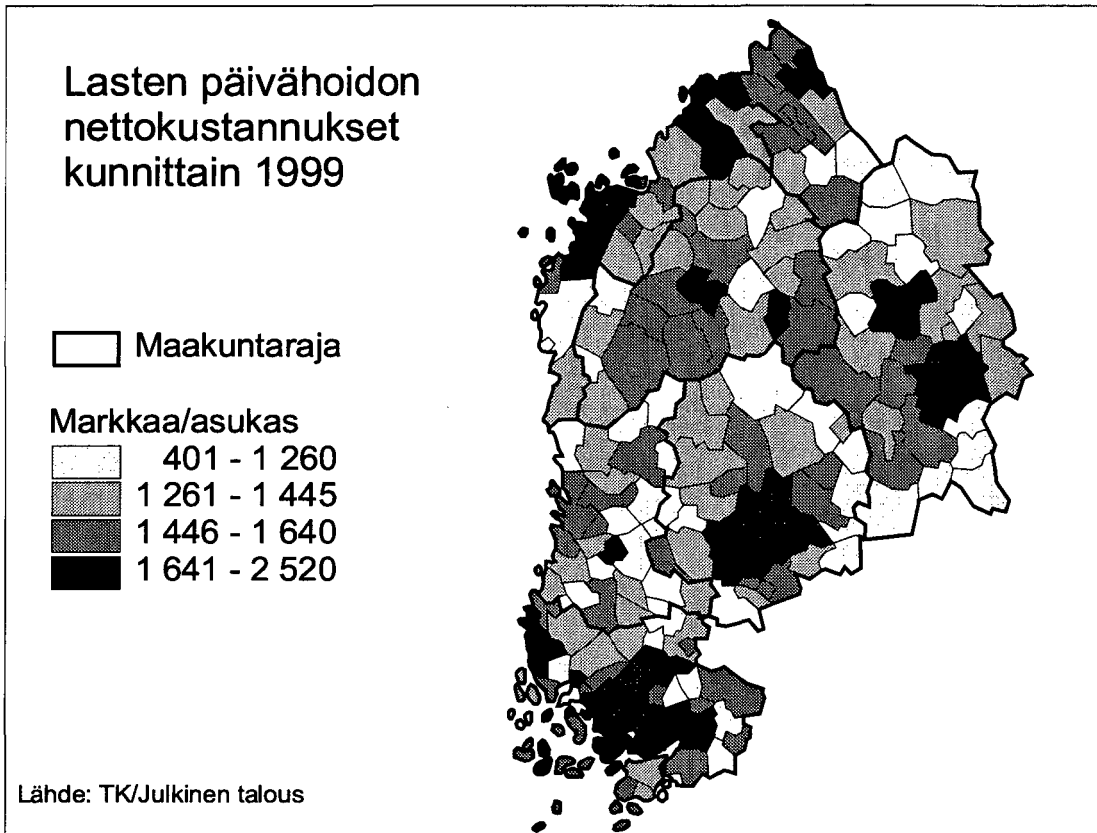 Lasten päivähoidon
nettokustannukset
kunnittain 1999
Maakuntaraja
Markkaa/asukas
401 - 1 260
1 261 - 1 445
1 446 - 1 640
1 641 - 2 520
Lähde: TK/Julkinen talous